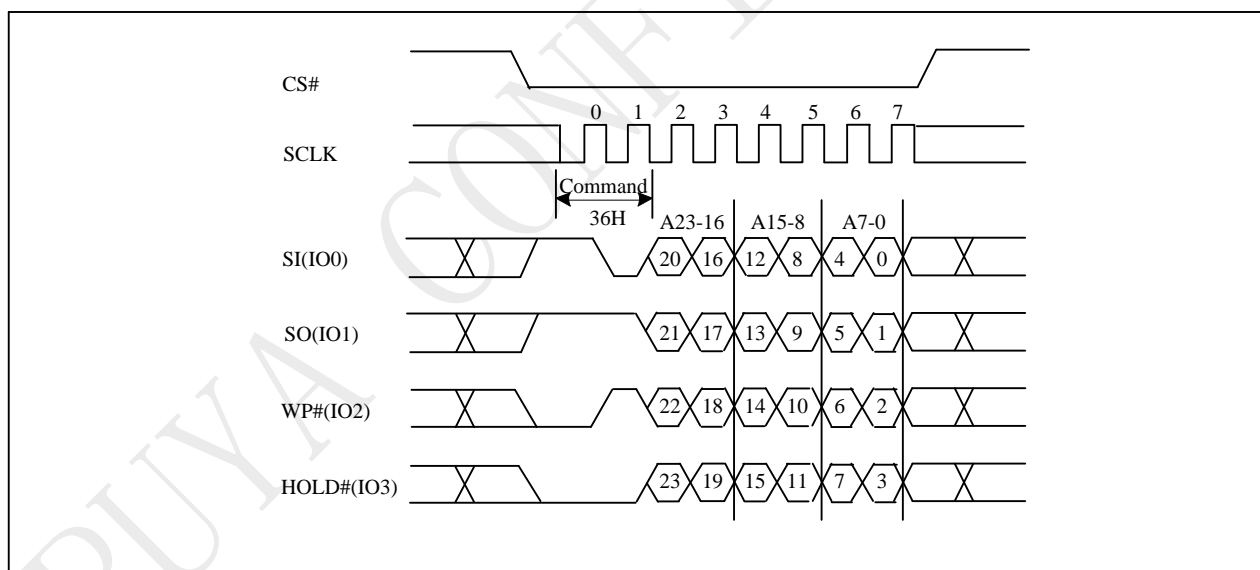 PUYA CONF
CS#
0 1 2 3 4 5 6 7
SCLK
Command
36H
A23-16 A15-8 A7-0
SI(IO0)
20 16 12 8 4 0
SO(IO1)
21 17 13 9 5 1
WP#(IO2)
22 18 14 10 6 2
HOLD#(IO3)
23 19 15 11 7 3